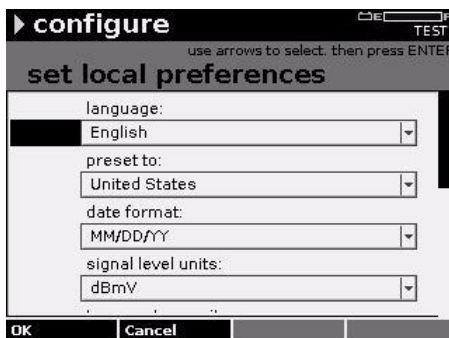 configure
E F
TEST
use arrows to select. then press ENTER
set local preferences
language:
English
preset to:
United States
date format:
MM/DD/YY
signal level units:
dBmV
OK Cancel